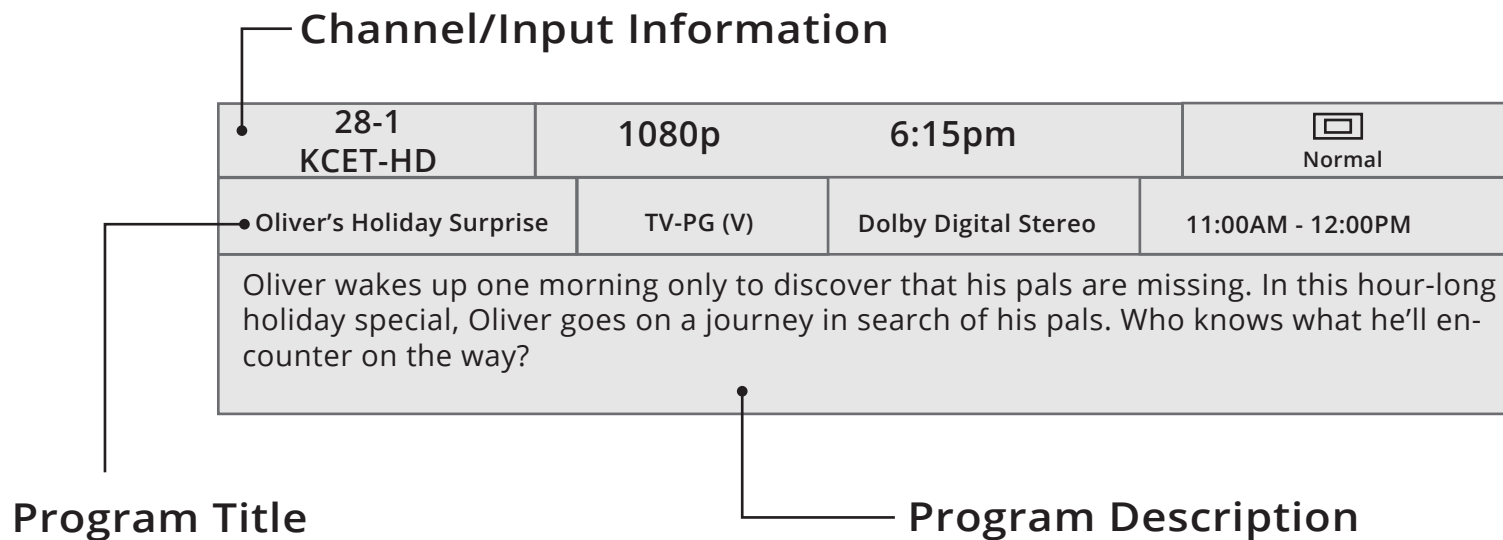 Channel/Input Information
28-1
KCET-HD
1080p
6:15pm
Normal
Oliver’s Holiday Surprise
TV-PG (V)
Dolby Digital Stereo
11:00AM - 12:00PM
Oliver wakes up one morning only to discover that his pals are missing. In this hour-long
holiday special, Oliver goes on a journey in search of his pals. Who knows what he’ll en-
counter on the way?
Program Title
Program Description